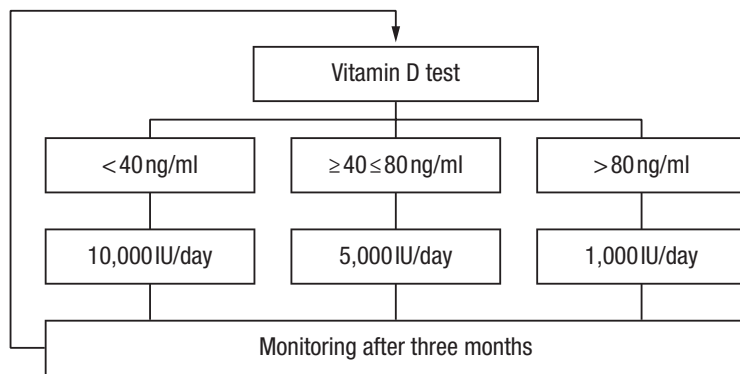 Vitamin D test
<40 ng/ml
≥40≤80 ng/ml
>80 ng/ml
10,000 IU/day
5,000 IU/day
1,000 IU/day
Monitoring after three months